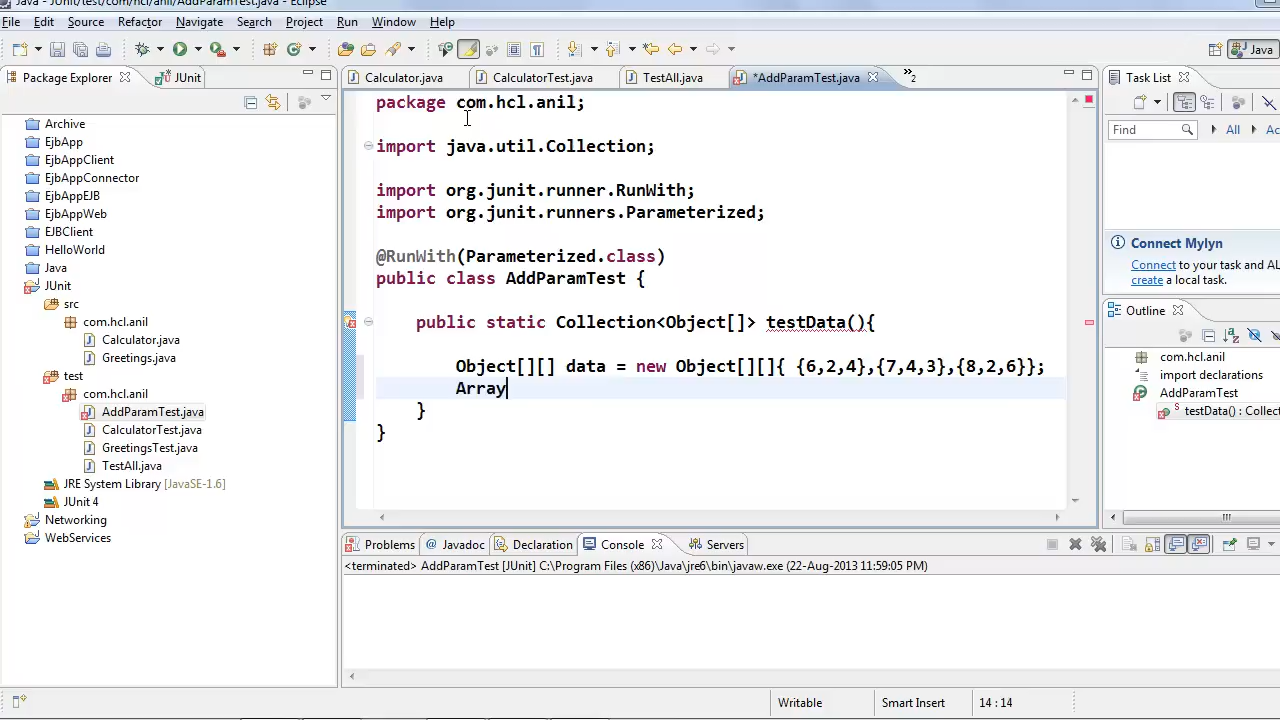 Java - JUnit/test/com/hcl/anil/AddParamTest.java - Eclipse
File Edit Source Refactor Navigate Search Project Run Window Help
Java
Package Explorer JUnit
Calculator.java CalculatorTest.java TestAll.java *AddParamTest.java »2
Task List
Archive
EjbApp
EjbAppClient
EjbAppConnector
EjbAppEJB
EjbAppWeb
EJBClient
HelloWorld
Java
JUnit
src
com.hcl.anil
Calculator.java
Greetings.java
test
com.hcl.anil
AddParamTest.java
CalculatorTest.java
GreetingsTest.java
TestAll.java
JRE System Library [JavaSE-1.6]
JUnit 4
Networking
WebServices
package com.hcl.anil;
import java.util.Collection;
import org.junit.runner.RunWith;
import org.junit.runners.Parameterized;
@RunWith(Parameterized.class)
public class AddParamTest {
public static Collection<Object[]> testData(){
Object[][] data = new Object[][]{ {6,2,4},{7,4,3},{8,2,6}};
Array
}
}
Find All Ac
Connect Mylyn
Connect to your task and AL
create a local task.
Outline
com.hcl.anil
import declarations
AddParamTest
S testData() : Collect
Problems @ Javadoc Declaration Console Servers
<terminated> AddParamTest [JUnit] C:\Program Files (x86)\Java\jre6\bin\javaw.exe (22-Aug-2013 11:59:05 PM)
Writable Smart Insert 14 : 14